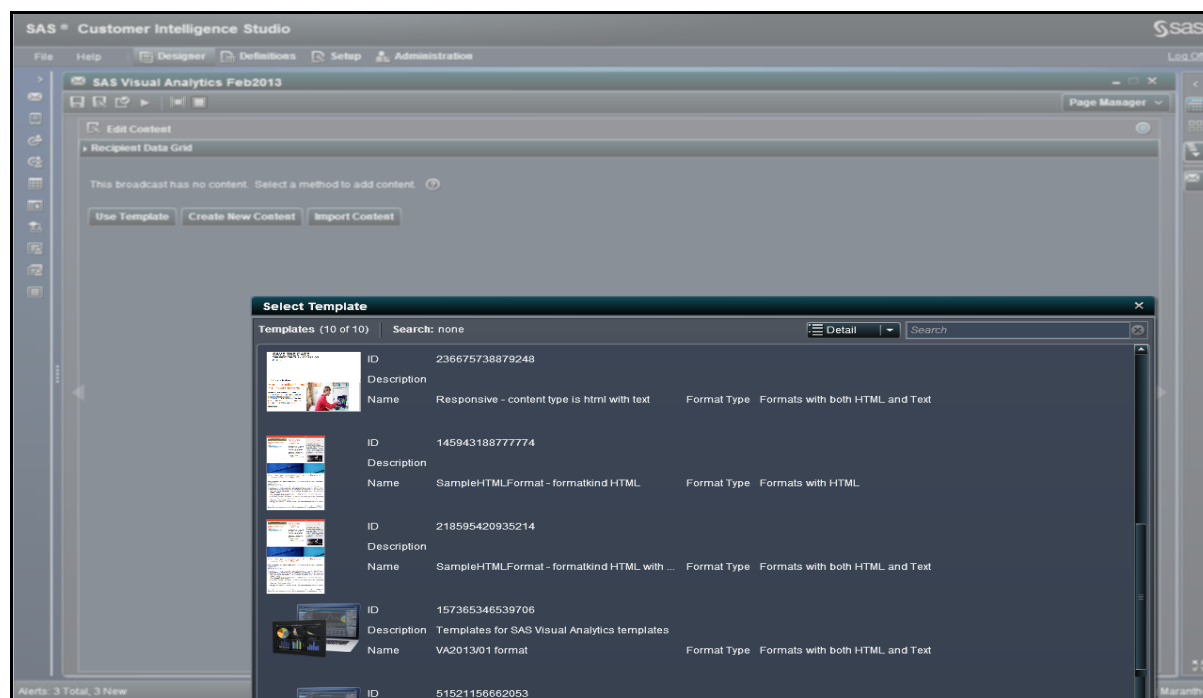 SAS® Customer Intelligence Studio
sas
File Help Designer Definitions Setup Administration
Log Of
SAS Visual Analytics Feb2013
Page Manager
Edit Content
Recipient Data Grid
This broadcast has no content. Select a method to add content.
Use Template Create New Content Import Content
Select Template
Templates (10 of 10) Search: none Detail Search
ID 236675738879248
Description
Name Responsive - content type is html with text Format Type Formats with both HTML and Text
ID 145943188777774
Description
Name SampleHTMLFormat - formatkind HTML Format Type Formats with HTML
ID 218595420935214
Description
Name SampleHTMLFormat - formatkind HTML with ... Format Type Formats with both HTML and Text
ID 157365346539706
Description Templates for SAS Visual Analytics templates
Name VA2013/01 format Format Type Formats with both HTML and Text
ID 51521156662053
Alerts: 3 Total, 3 New
Maranth